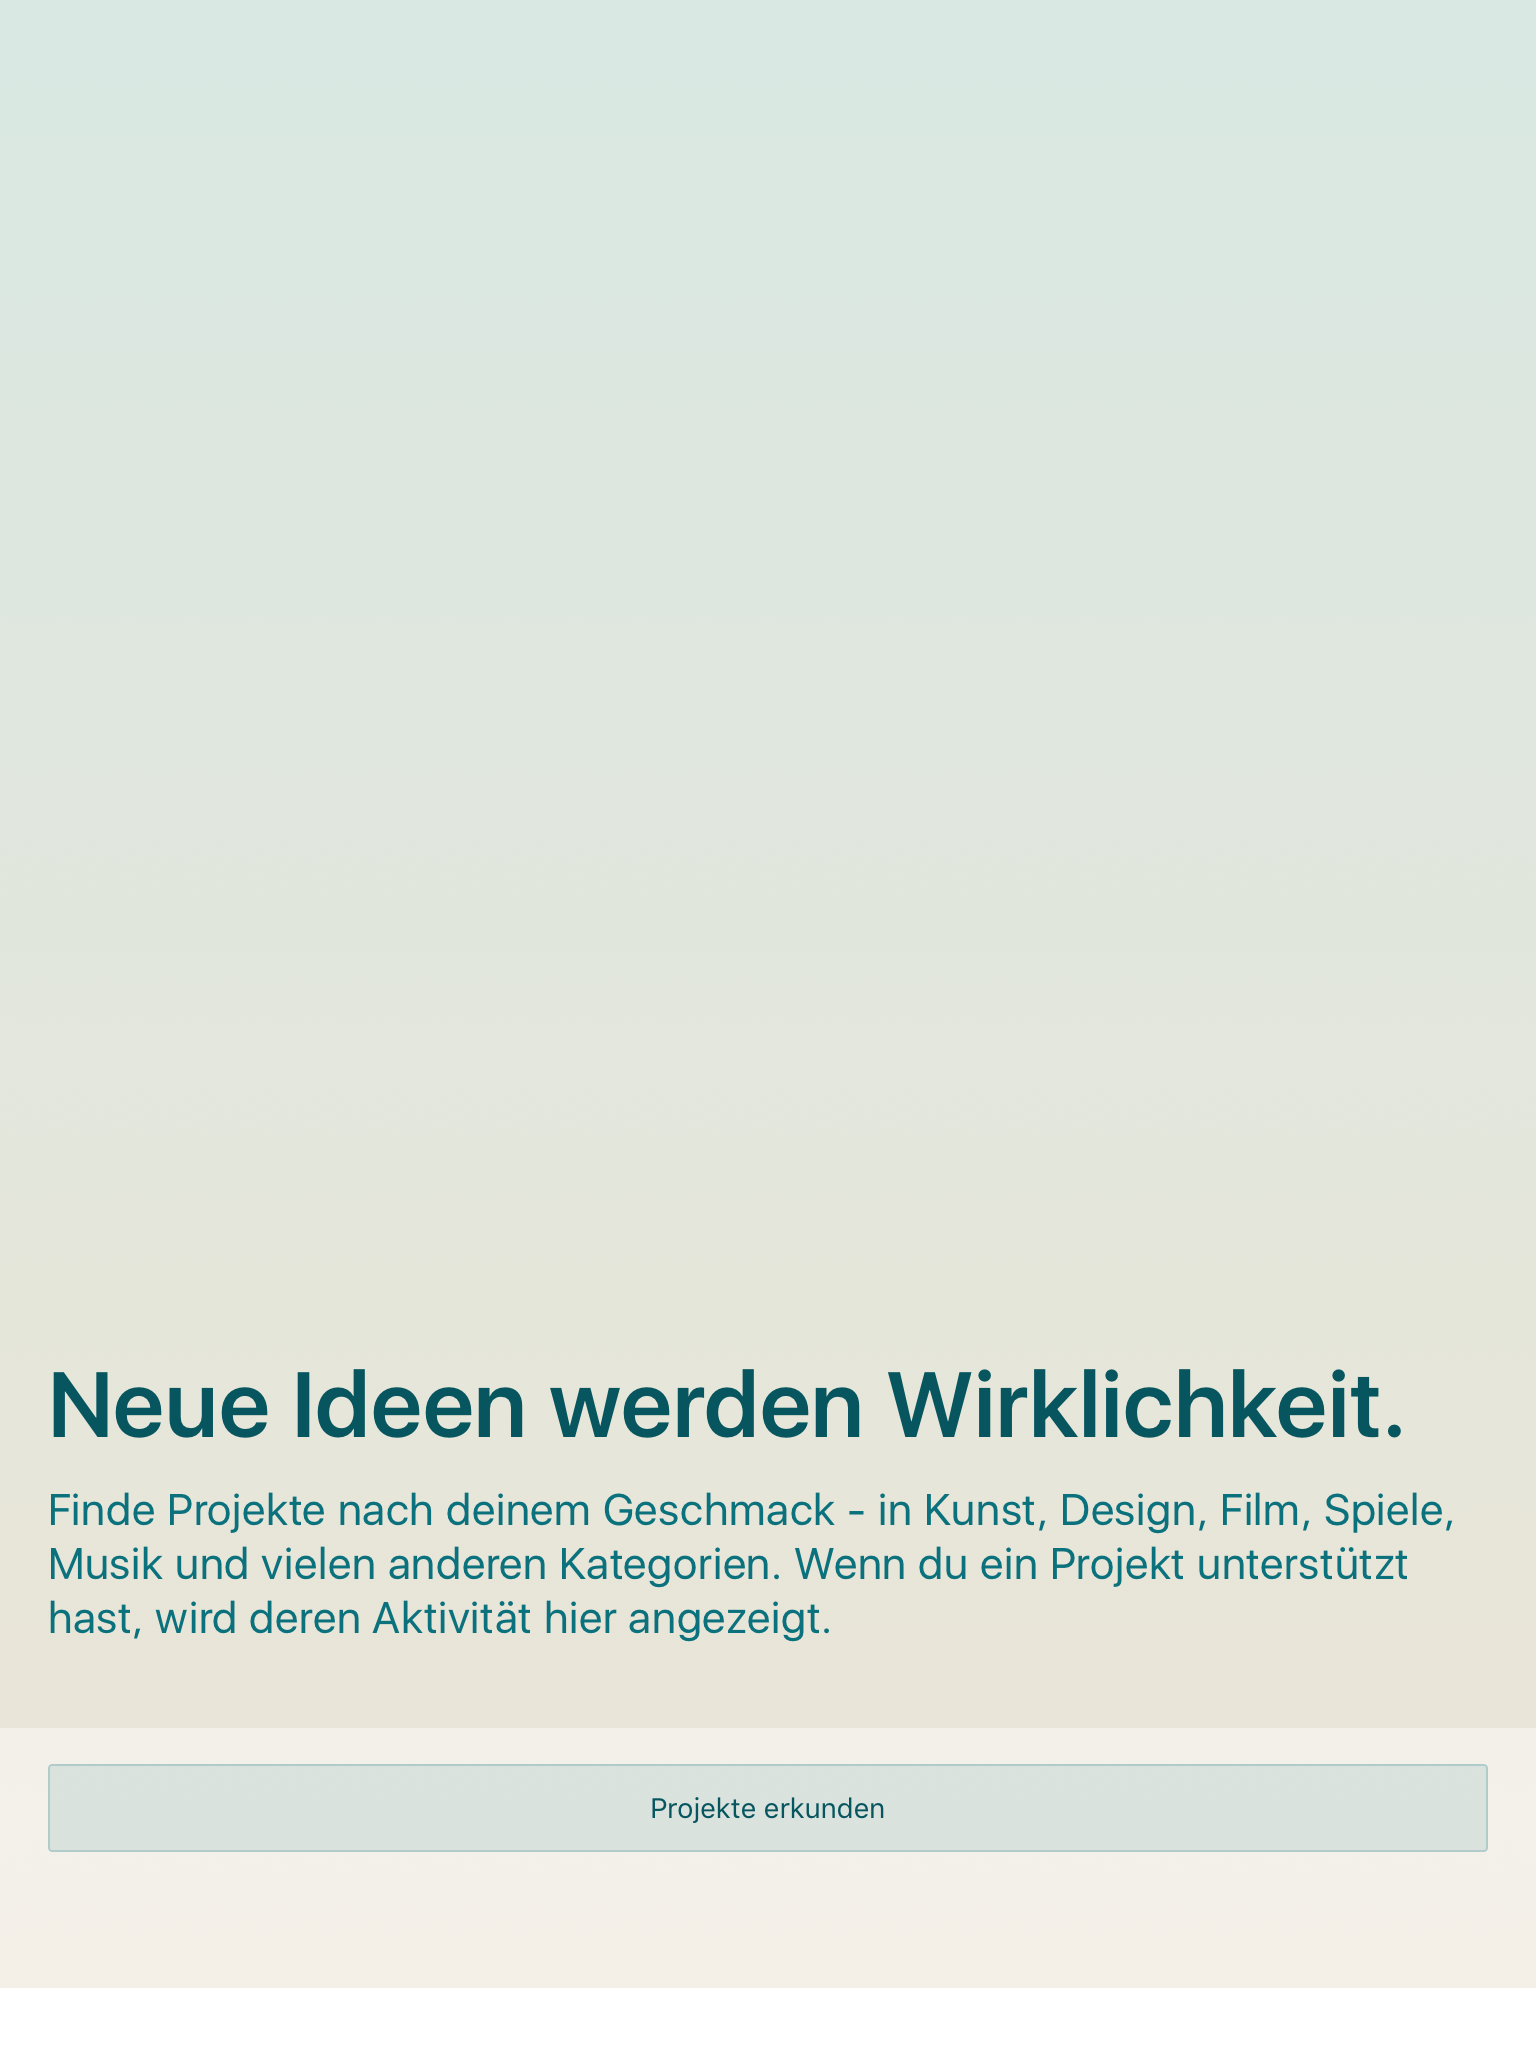 Neue Ideen werden Wirklichkeit.
Finde Projekte nach deinem Geschmack - in Kunst, Design, Film, Spiele,
Musik und vielen anderen Kategorien. Wenn du ein Projekt unterstützt
hast, wird deren Aktivität hier angezeigt.
Projekte erkunden